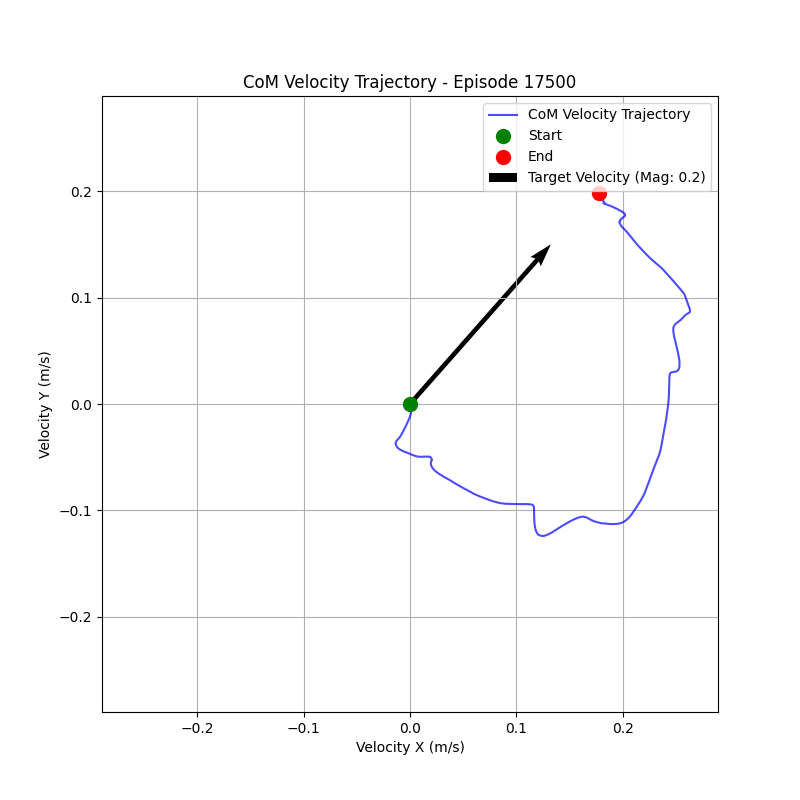 CoM Velocity Trajectory - Episode 17500
CoM Velocity Trajectory
Start
End
Target Velocity (Mag: 0.2)
0.2
0.1
0.0
−0.1
−0.2
Velocity Y (m/s)
−0.2
−0.1
0.0
0.1
0.2
Velocity X (m/s)